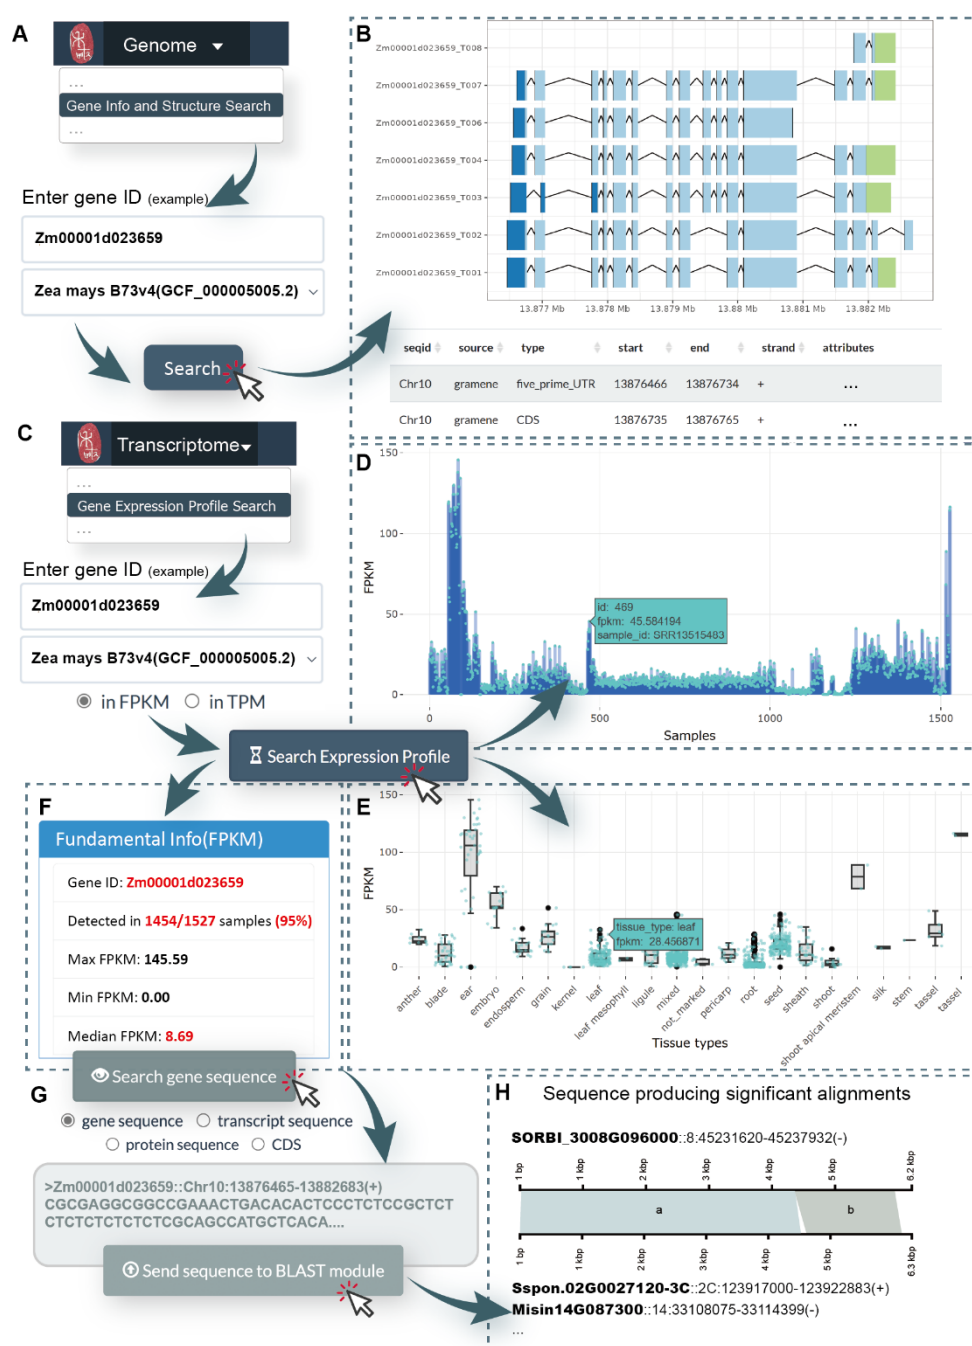 A
Genome
...
Gene Info and Structure Search
...
Enter gene ID (example)
Zm00001d023659
Zea mays B73v4(GCF_000005005.2)
Search
B
Zm00001d023659_T008
Zm00001d023659_T007
Zm00001d023659_T006
Zm00001d023659_T004
Zm00001d023659_T003
Zm00001d023659_T002
Zm00001d023659_T001
13.877 Mb 13.878 Mb 13.879 Mb 13.88 Mb 13.881 Mb 13.882 Mb
seqid source type start end strand attributes
Chr10 gramene five_prime_UTR 13876466 13876734 + ...
Chr10 gramene CDS 13876735 13876765 + ...
C
Transcriptome
...
Gene Expression Profile Search
...
Enter gene ID (example)
Zm00001d023659
Zea mays B73v4(GCF_000005005.2)
in FPKM in TPM
Search Expression Profile
D
150
100
50
0
FPKM
id: 469
fpkm: 45.584194
sample_id: SRR13515483
0 500 1000 1500
Samples
E
150
100
50
0
FPKM
tissue_type: leaf
fpkm: 28.456871
anther
blade
ear
embryo
endosperm
grain
kernel
leaf
leaf mesophyll
ligule
mixed
not_marked
pericarp
root
seed
sheath
shoot
shoot apical meristem
silk
stem
tassel
tassel
Tissue types
F
Fundamental Info(FPKM)
Gene ID: Zm00001d023659
Detected in 1454/1527 samples (95%)
Max FPKM: 145.59
Min FPKM: 0.00
Median FPKM: 8.69
Search gene sequence
G
gene sequence transcript sequence
protein sequence CDS
>Zm00001d023659::Chr10:13876465-13882683(+)
CGCGAGGCGGCCGAAACTGACACACTCCCTCTCCGCTCT
CTCTCTCTCTCTCGCAGCCATGCTCACA....
Send sequence to BLAST module
H
Sequence producing significant alignments
SORBI_3008G096000::8:45231620-45237932(-)
1 bp 1 kbp 2 kbp 3 kbp 4 kbp 5 kbp 6.2 kbp
a b
1 bp 1 kbp 2 kbp 3 kbp 4 kbp 5 kbp 6.3 kbp
Sspon.02G0027120-3C::2C:123917000-123922883(+)
Misin14G087300::14:33108075-33114399(-)
...